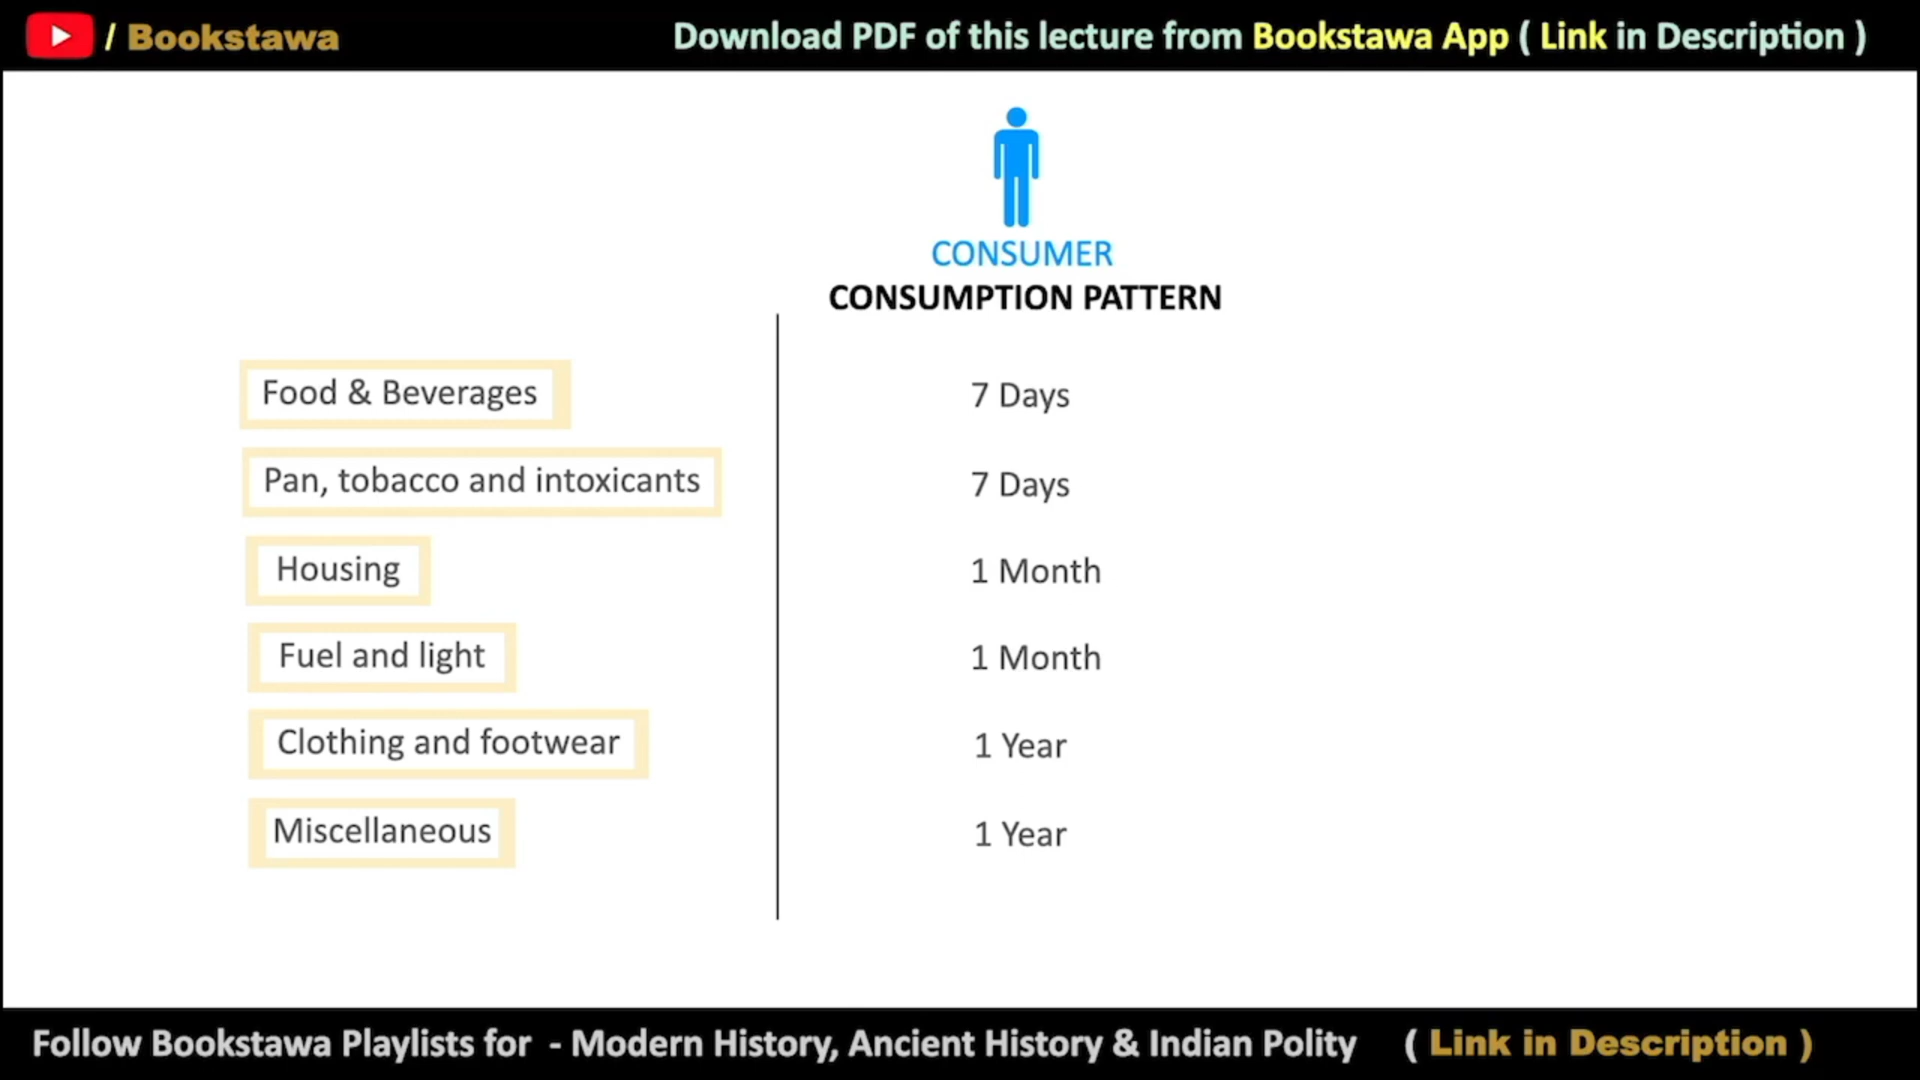 / Bookstawa
Download PDF of this lecture from Bookstawa App ( Link in Description )
CONSUMER
CONSUMPTION PATTERN
Food & Beverages 7 Days
Pan, tobacco and intoxicants 7 Days
Housing 1 Month
Fuel and light 1 Month
Clothing and footwear 1 Year
Miscellaneous 1 Year
Follow Bookstawa Playlists for - Modern History, Ancient History & Indian Polity ( Link in Description )